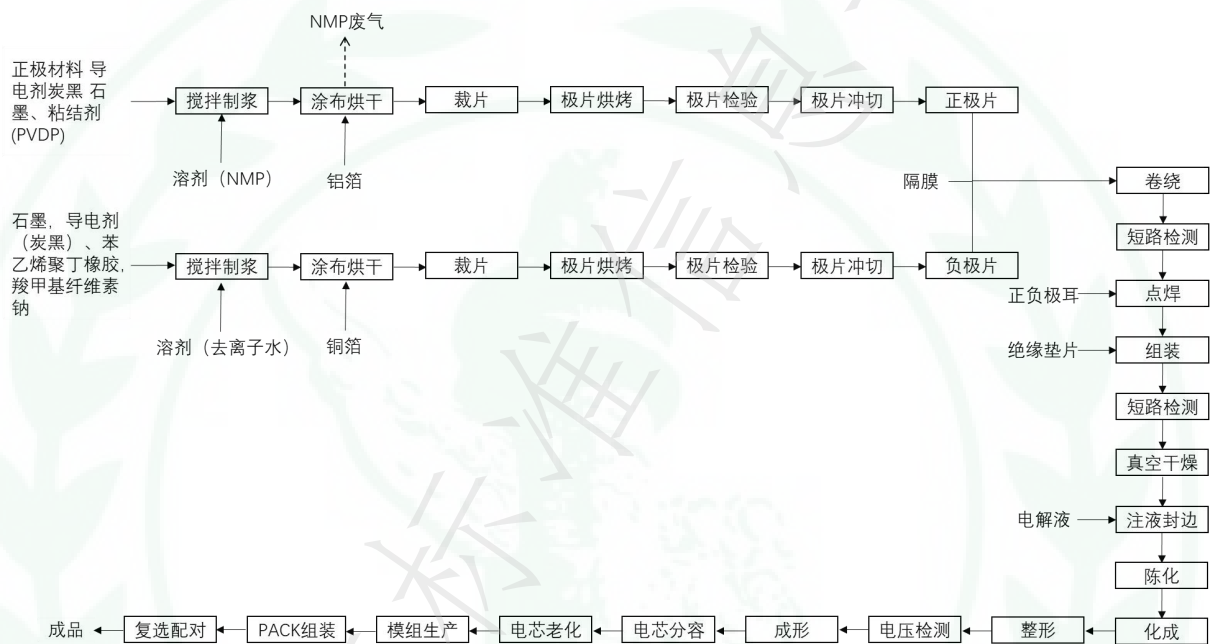 NMP废气
正极材料 导
电剂炭黑 石
墨、粘结剂
(PVDP)
搅拌制浆
涂布烘干
裁片
极片烘烤
极片检验
极片冲切
正极片
溶剂（NMP）
铝箔
隔膜
卷绕
短路检测
石墨，导电剂
（炭黑）、苯
乙烯聚丁橡胶,
羧甲基纤维素
钠
搅拌制浆
涂布烘干
裁片
极片烘烤
极片检验
极片冲切
负极片
溶剂（去离子水）
铜箔
正负极耳
点焊
绝缘垫片
组装
短路检测
真空干燥
电解液
注液封边
陈化
化成
整形
电压检测
成形
电芯分容
电芯老化
模组生产
PACK组装
复选配对
成品
标准信息